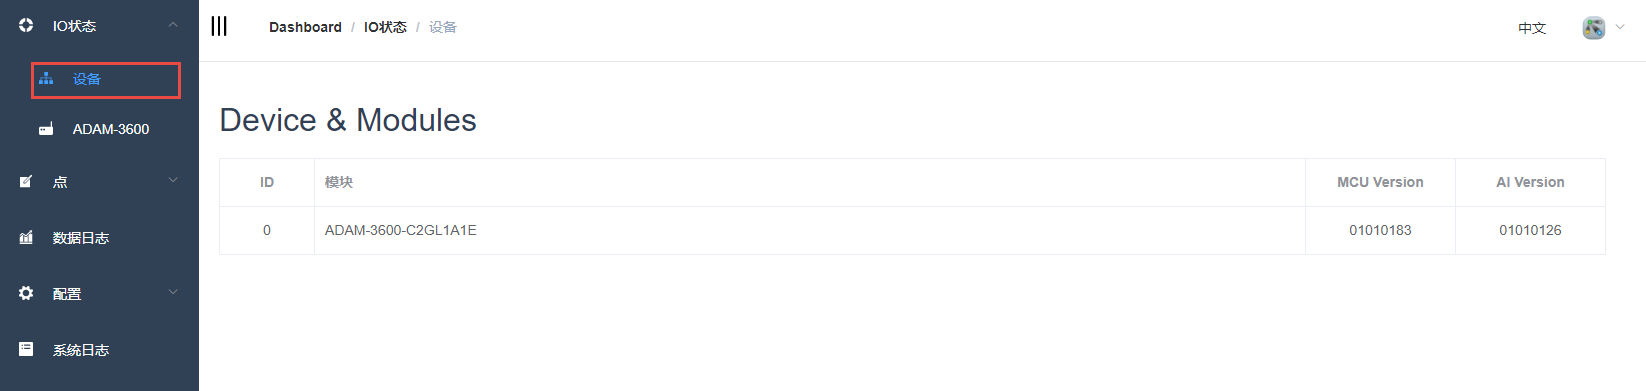 IO状态
设备
ADAM-3600
点
数据日志
配置
系统日志
Dashboard / IO状态 / 设备
中文
Device & Modules
ID 模块 MCU Version AI Version
0 ADAM-3600-C2GL1A1E 01010183 01010126